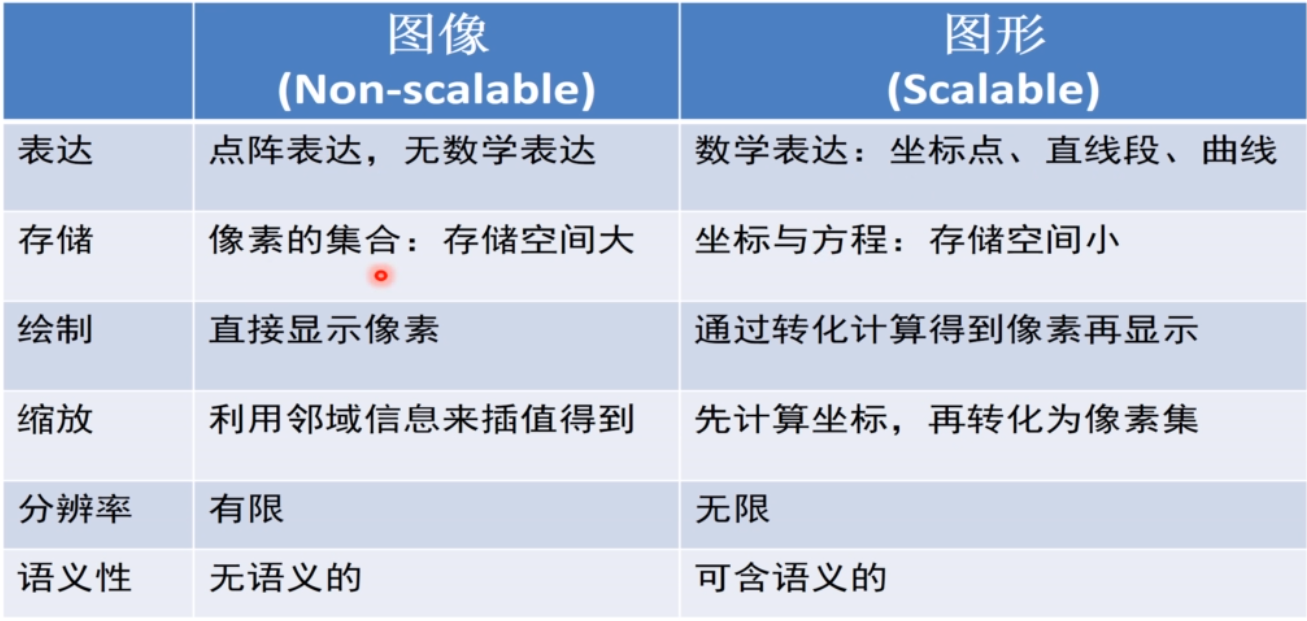 图像 图形
(Non-scalable) (Scalable)
表达 点阵表达，无数学表达 数学表达：坐标点、直线段、曲线
存储 像素的集合：存储空间大 坐标与方程：存储空间小
绘制 直接显示像素 通过转化计算得到像素再显示
缩放 利用邻域信息来插值得到 先计算坐标，再转化为像素集
分辨率 有限 无限
语义性 无语义的 可含语义的